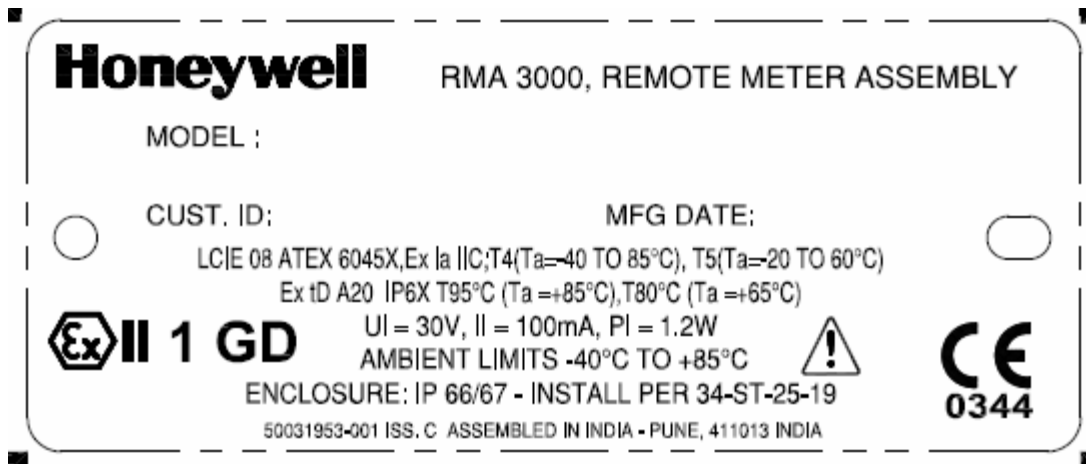 Honeywell
RMA 3000, REMOTE METER ASSEMBLY
MODEL :
CUST. ID:
MFG DATE:
LCIE 08 ATEX 6045X,Ex Ia IIC;T4(Ta=-40 TO 85°C), T5(Ta=-20 TO 60°C)
Ex tD A20 IP6X T95°C (Ta =+85°C),T80°C (Ta =+65°C)
Ex II 1 GD
UI = 30V, II = 100mA, PI = 1.2W
AMBIENT LIMITS -40°C TO +85°C
ENCLOSURE: IP 66/67 - INSTALL PER 34-ST-25-19
CE
0344
50031953-001 ISS. C ASSEMBLED IN INDIA - PUNE, 411013 INDIA